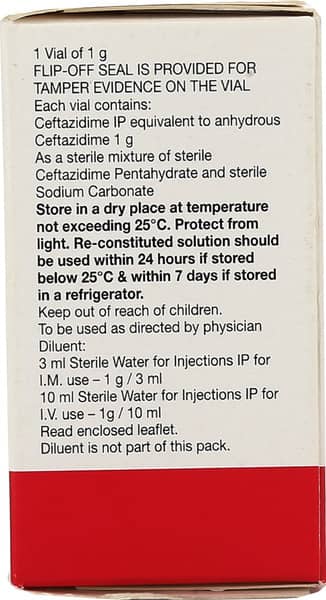 1 Vial of 1 g
FLIP-OFF SEAL IS PROVIDED FOR
TAMPER EVIDENCE ON THE VIAL
Each vial contains:
Ceftazidime IP equivalent to anhydrous
Ceftazidime 1 g
As a sterile mixture of sterile
Ceftazidime Pentahydrate and sterile
Sodium Carbonate
Store in a dry place at temperature
not exceeding 25°C. Protect from
light. Re-constituted solution should
be used within 24 hours if stored
below 25°C & within 7 days if stored
in a refrigerator.
Keep out of reach of children.
To be used as directed by physician
Diluent:
3 ml Sterile Water for Injections IP for
I.M. use – 1 g / 3 ml
10 ml Sterile Water for Injections IP for
I.V. use – 1g / 10 ml
Read enclosed leaflet.
Diluent is not part of this pack.